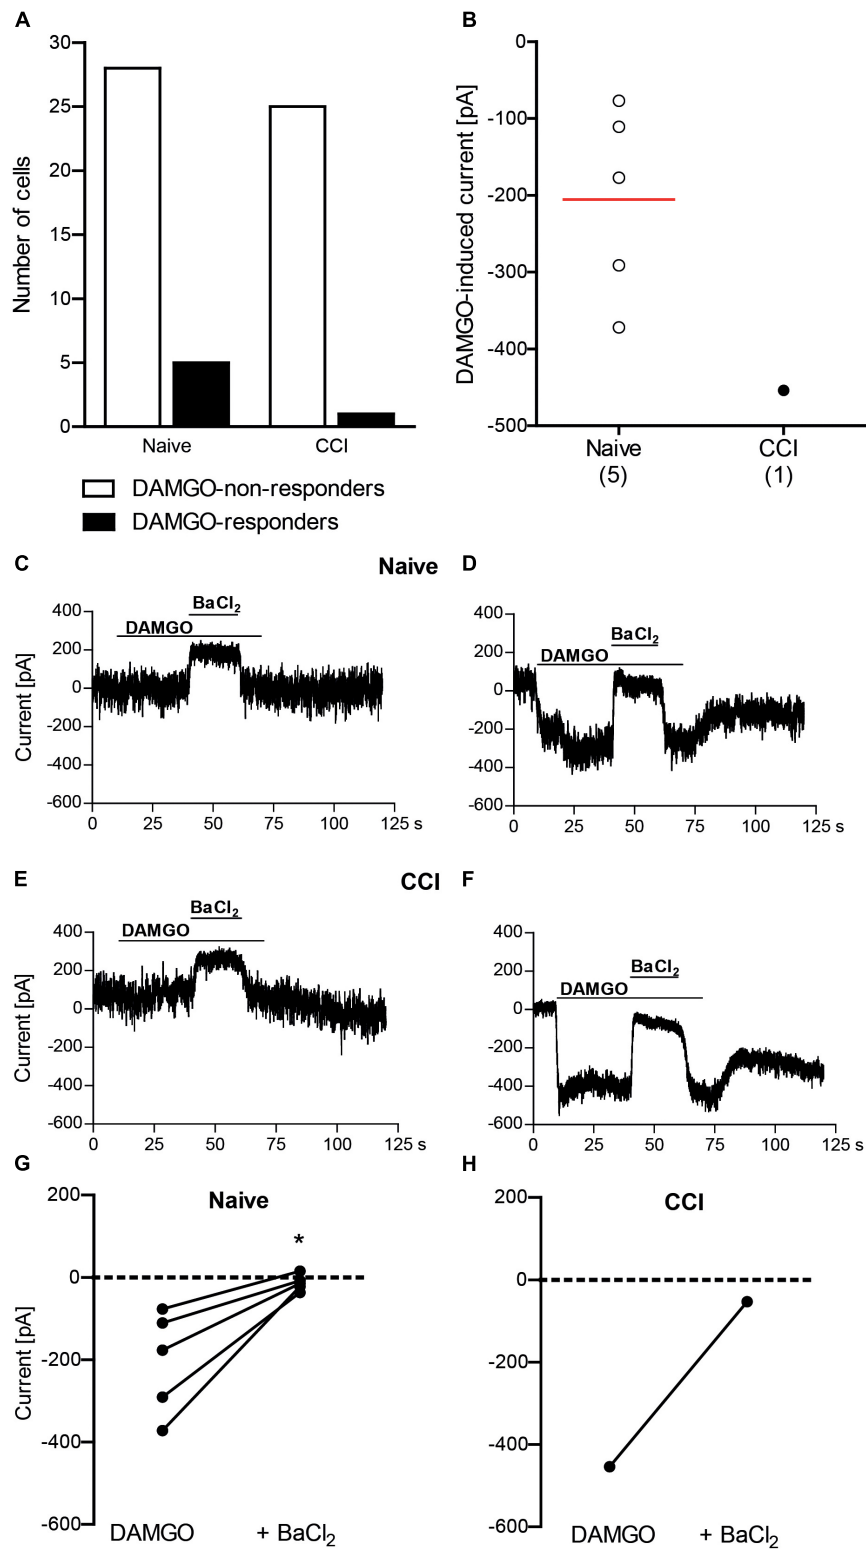 A
30
25
20
15
10
5
0
Number of cells
Naive CCI
DAMGO-non-responders
DAMGO-responders
B
0
-100
-200
-300
-400
-500
DAMGO-induced current [pA]
Naive CCI
(5) (1)
C Naive D
BaCl2
DAMGO
400
200
0
-200
-400
-600
Current [pA]
0 25 50 75 100 125 s
BaCl2
DAMGO
400
200
0
-200
-400
-600
0 25 50 75 100 125 s
E CCI F
BaCl2
DAMGO
400
200
0
-200
-400
-600
Current [pA]
0 25 50 75 100 125 s
BaCl2
DAMGO
400
200
0
-200
-400
-600
0 25 50 75 100 125 s
G
Naive
*
200
0
-200
-400
-600
Current [pA]
DAMGO + BaCl2
H
CCI
200
0
-200
-400
-600
DAMGO + BaCl2